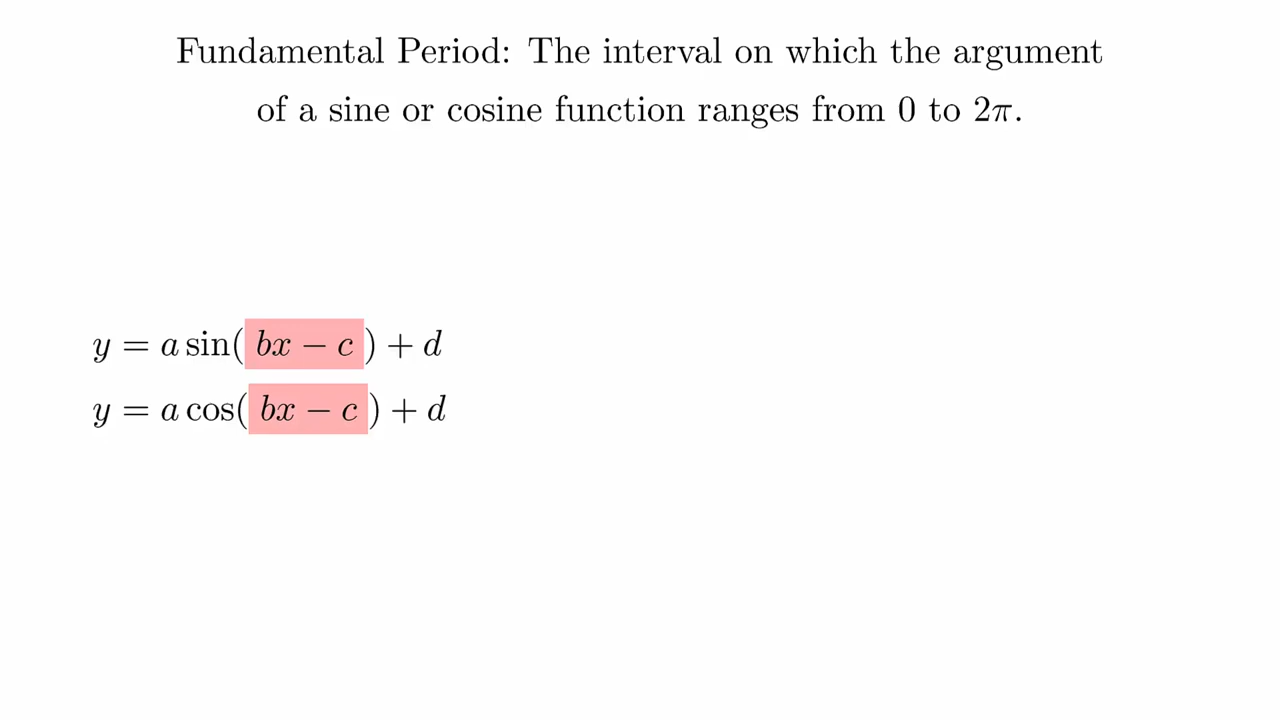 Fundamental Period: The interval on which the argument
of a sine or cosine function ranges from 0 to 2π.
y = a sin( bx − c ) + d
y = a cos( bx − c ) + d